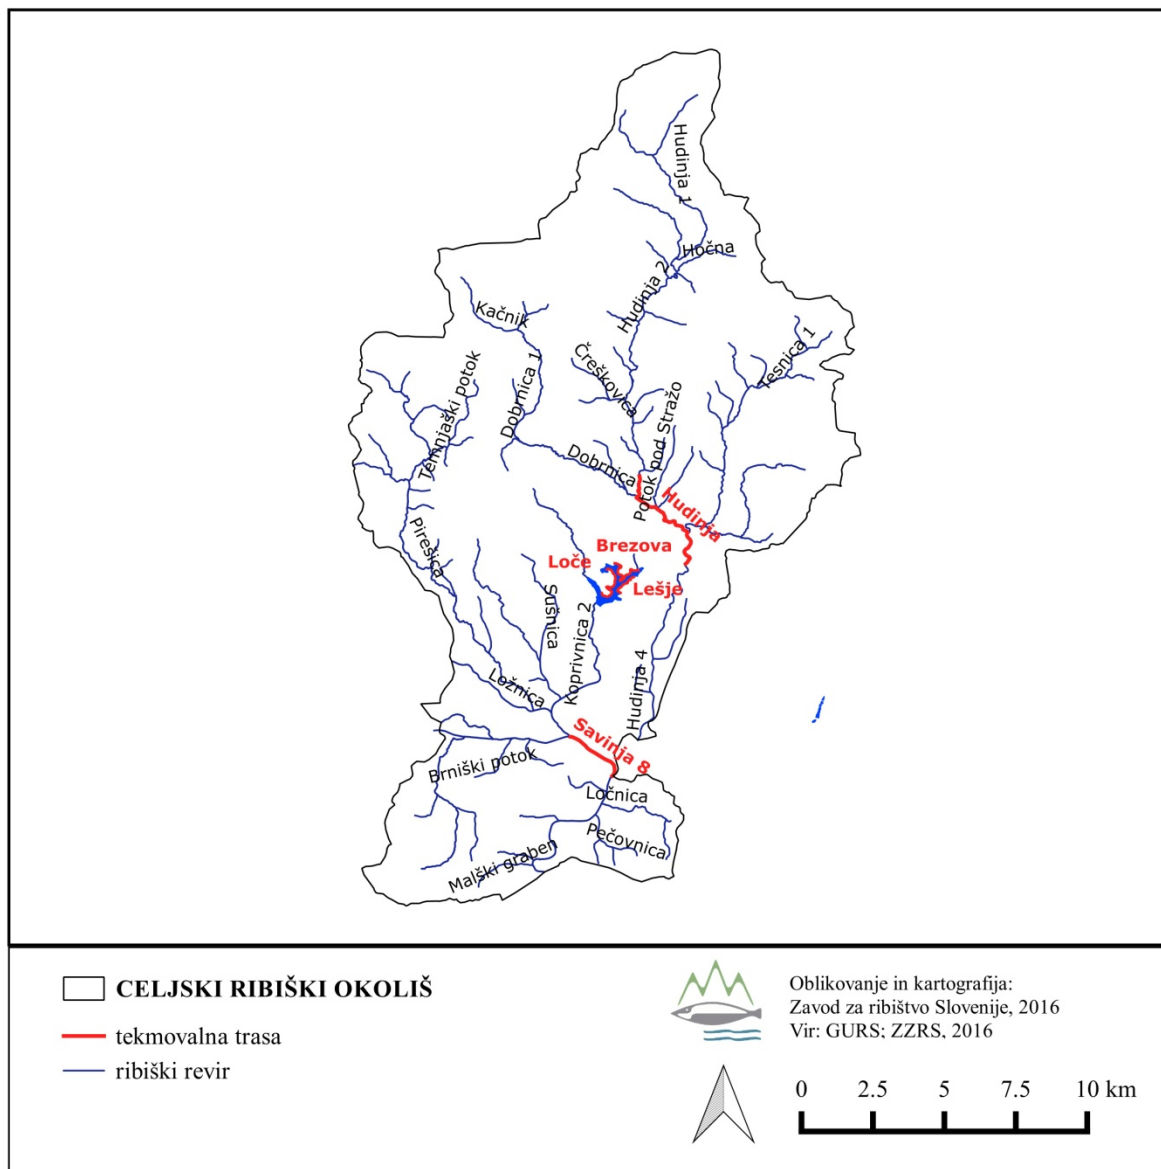 Hudinja 1
Hočna
Hudinja 2
Kačnik
Tesnica 1
Čreškovica
Temnjaški potok
Dobrnica 1
Potok pod Stražo
Dobrnica
Hudinja
Pirešica
Brezova
Loče
Lešje
Sušnica
Koprivnica 2
Hudinja 4
Ložnica
Savinja 8
Brniški potok
Ločnica
Pečovnica
Malški graben
CELJSKI RIBIŠKI OKOLIŠ
tekmovalna trasa
ribiški revir
Oblikovanje in kartografija:
Zavod za ribištvo Slovenije, 2016
Vir: GURS; ZZRS, 2016
0 2.5 5 7.5 10 km